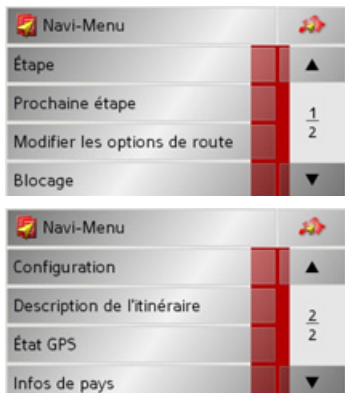 Navi-Menu
Étape
Prochaine étape
Modifier les options de route
Blocage
1
2
Navi-Menu
Configuration
Description de l'itinéraire
État GPS
Infos de pays
2
2